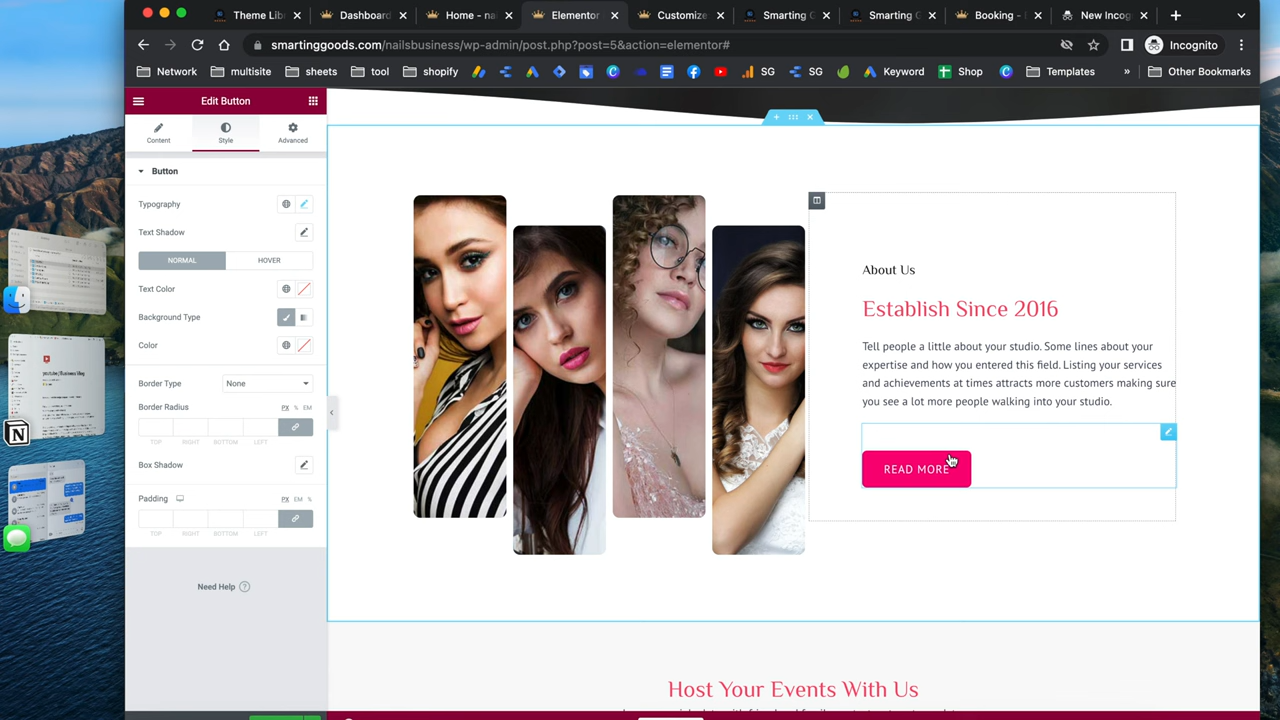 Theme Libr
Dashboard
Home - na
Elementor
Customize
Smarting G
Smarting
Booking -
New Incog
smartinggoods.com/nailsbusiness/wp-admin/post.php?post=5&action=elementor#
Incognito
Network
multisite
sheets
tool
shopify
SG
SG
Keyword
Shop
Templates
»
Other Bookmarks
Edit Button
Content
Style
Advanced
Button
Typography
Text Shadow
NORMAL
HOVER
Text Color
Background Type
Color
Border Type
None
Border Radius
PX % EM
TOP RIGHT BOTTOM LEFT
Box Shadow
Padding
PX EM %
TOP RIGHT BOTTOM LEFT
Need Help
About Us
Establish Since 2016
Tell people a little about your studio. Some lines about your
expertise and how you entered this field. Listing your services
and achievements at times attracts more customers making sure
you see a lot more people walking into your studio.
READ MORE
Host Your Events With Us